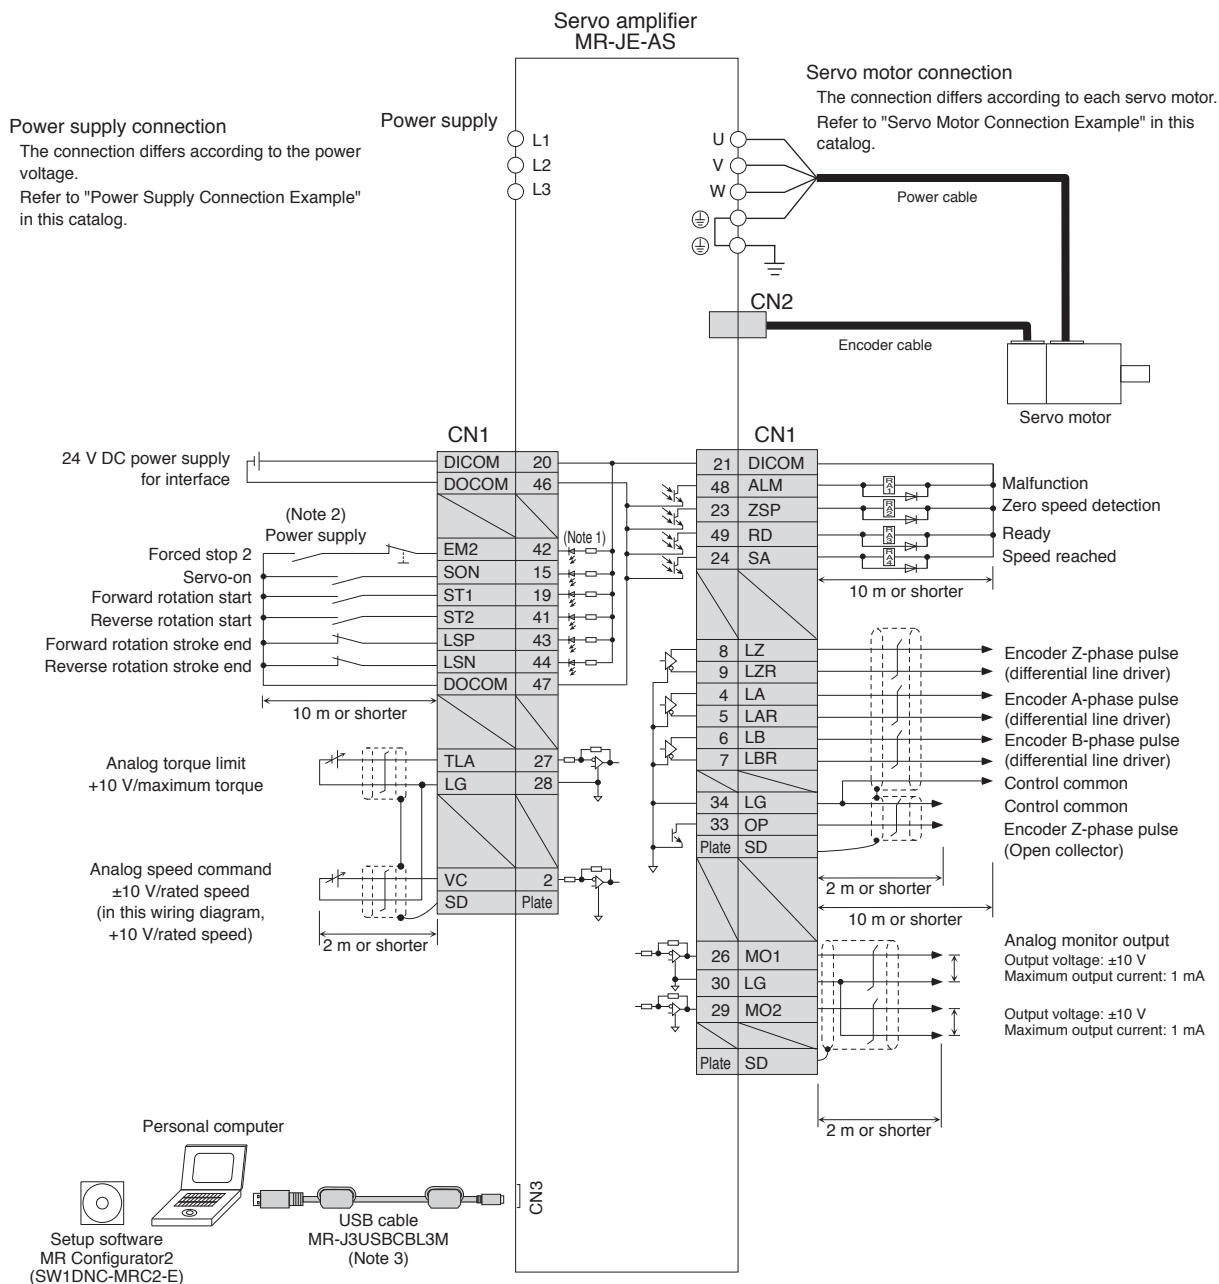 Servo amplifier
MR-JE-AS
Power supply connection
The connection differs according to the power
voltage.
Refer to "Power Supply Connection Example"
in this catalog.
Power supply
L1
L2
L3
Servo motor connection
The connection differs according to each servo motor.
Refer to "Servo Motor Connection Example" in this
catalog.
U
V
W
Power cable
CN2
Encoder cable
Servo motor
CN1
24 V DC power supply
for interface
DICOM 20
DOCOM 46
(Note 2)
Power supply
(Note 1)
Forced stop 2 EM2 42
Servo-on SON 15
Forward rotation start ST1 19
Reverse rotation start ST2 41
Forward rotation stroke end LSP 43
Reverse rotation stroke end LSN 44
DOCOM 47
10 m or shorter
Analog torque limit
+10 V/maximum torque
TLA 27
LG 28
Analog speed command
±10 V/rated speed
(in this wiring diagram,
+10 V/rated speed)
VC 2
SD Plate
2 m or shorter
CN1
21 DICOM
48 ALM RA1 Malfunction
23 ZSP RA2 Zero speed detection
49 RD RA3 Ready
24 SA RA4 Speed reached
10 m or shorter
8 LZ
9 LZR
Encoder Z-phase pulse
(differential line driver)
4 LA
5 LAR
Encoder A-phase pulse
(differential line driver)
6 LB
7 LBR
Encoder B-phase pulse
(differential line driver)
Control common
34 LG Control common
33 OP
Encoder Z-phase pulse
(Open collector)
Plate SD
2 m or shorter
10 m or shorter
Analog monitor output
26 MO1
Output voltage: ±10 V
Maximum output current: 1 mA
30 LG
29 MO2
Output voltage: ±10 V
Maximum output current: 1 mA
Plate SD
2 m or shorter
Personal computer
CN3
USB cable
MR-J3USBCBL3M
(Note 3)
Setup software
MR Configurator2
(SW1DNC-MRC2-E)